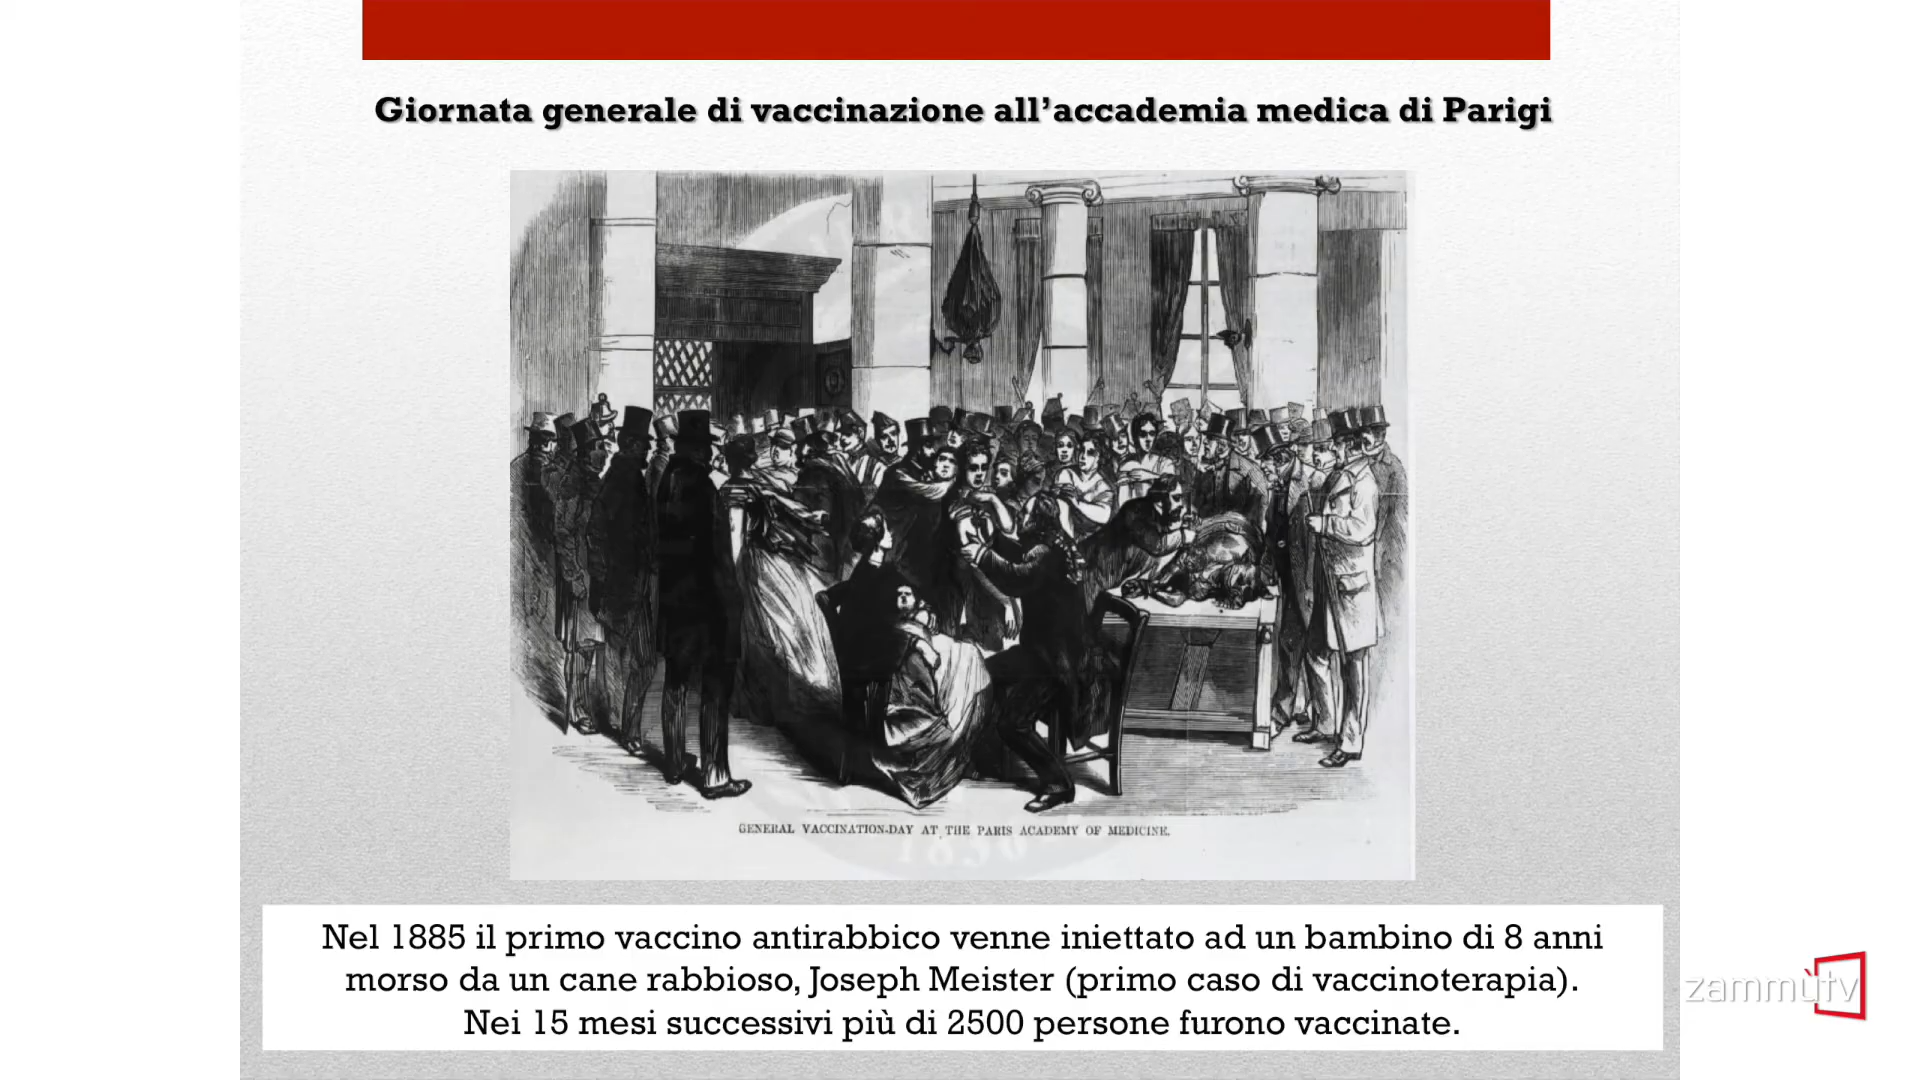 Giornata generale di vaccinazione all’accademia medica di Parigi
GENERAL VACCINATION-DAY AT THE PARIS ACADEMY OF MEDICINE.
Nel 1885 il primo vaccino antirabbico venne iniettato ad un bambino di 8 anni
morso da un cane rabbioso, Joseph Meister (primo caso di vaccinoterapia).
Nei 15 mesi successivi più di 2500 persone furono vaccinate.
zammùtv